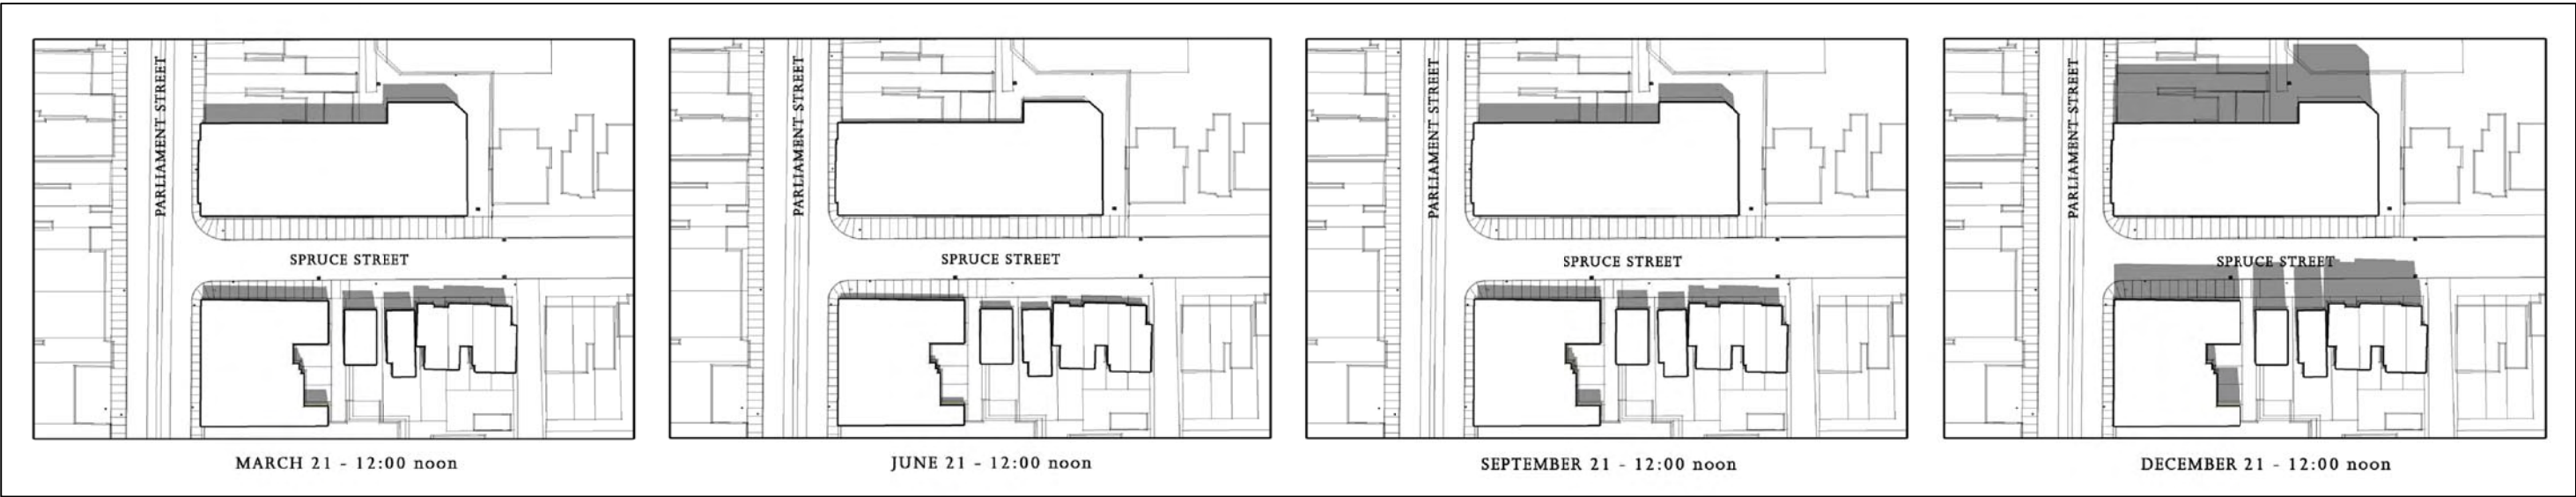 PARLIAMENT STREET
SPRUCE STREET
MARCH 21 - 12:00 noon
PARLIAMENT STREET
SPRUCE STREET
JUNE 21 - 12:00 noon
PARLIAMENT STREET
SPRUCE STREET
SEPTEMBER 21 - 12:00 noon
PARLIAMENT STREET
SPRUCE STREET
DECEMBER 21 - 12:00 noon